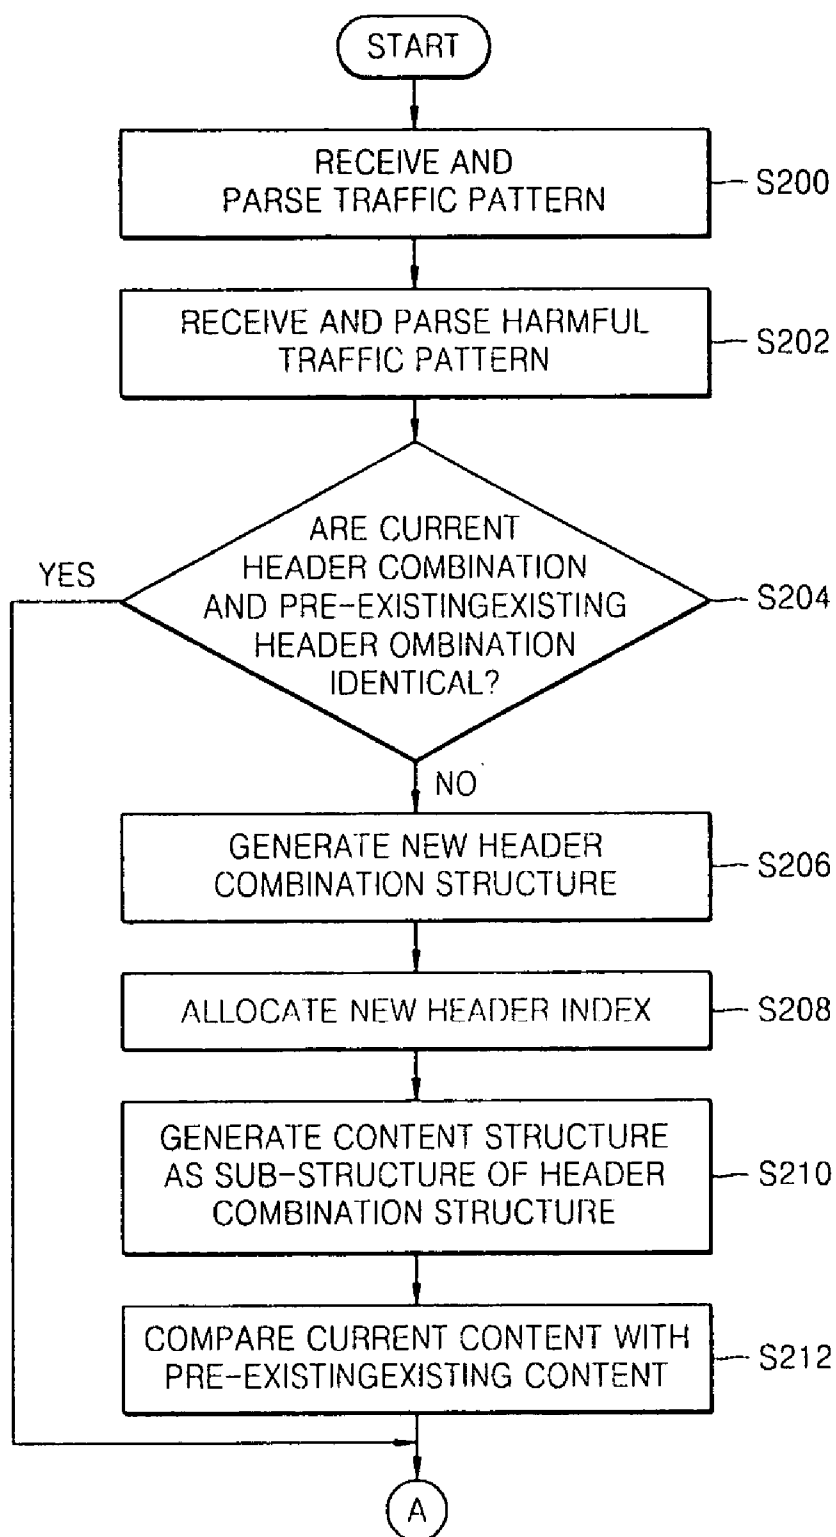 START
RECEIVE AND
PARSE TRAFFIC PATTERN
S200
RECEIVE AND PARSE HARMFUL
TRAFFIC PATTERN
S202
ARE CURRENT
HEADER COMBINATION
AND PRE-EXISTINGEXISTING
HEADER OMBINATION
IDENTICAL?
S204
YES
NO
GENERATE NEW HEADER
COMBINATION STRUCTURE
S206
ALLOCATE NEW HEADER INDEX
S208
GENERATE CONTENT STRUCTURE
AS SUB-STRUCTURE OF HEADER
COMBINATION STRUCTURE
S210
COMPARE CURRENT CONTENT WITH
PRE-EXISTINGEXISTING CONTENT
S212
A